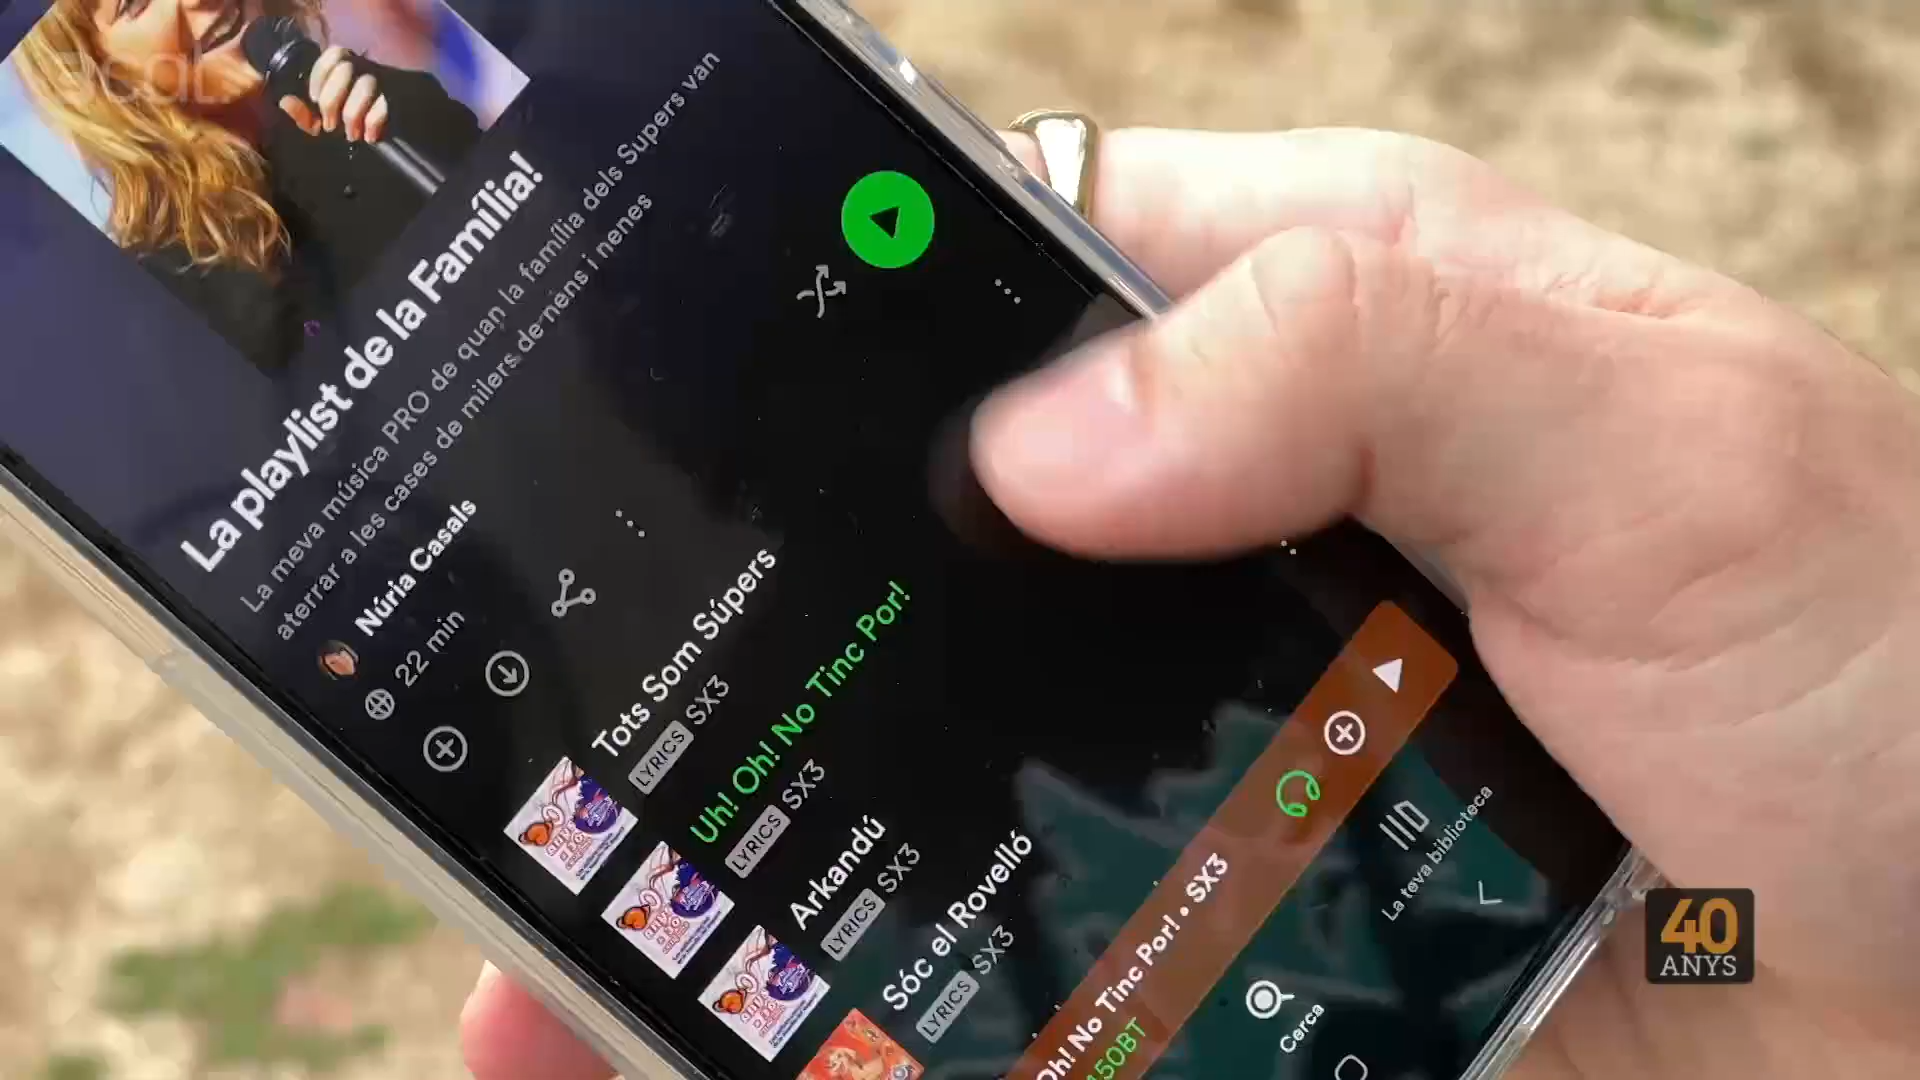 3cat
La playlist de la Família!
La meva música PRO de quan la família dels Supers van
aterrar a les cases de milers de nens i nenes
Núria Casals
22 min
Tots Som Súpers
LYRICS SX3
Uh! Oh! No Tinc Por!
LYRICS SX3
Arkandú
LYRICS SX3
Sóc el Rovelló
LYRICS SX3
Oh! No Tinc Por! • SX3
450BT
Cerca
La teva biblioteca
40
ANYS